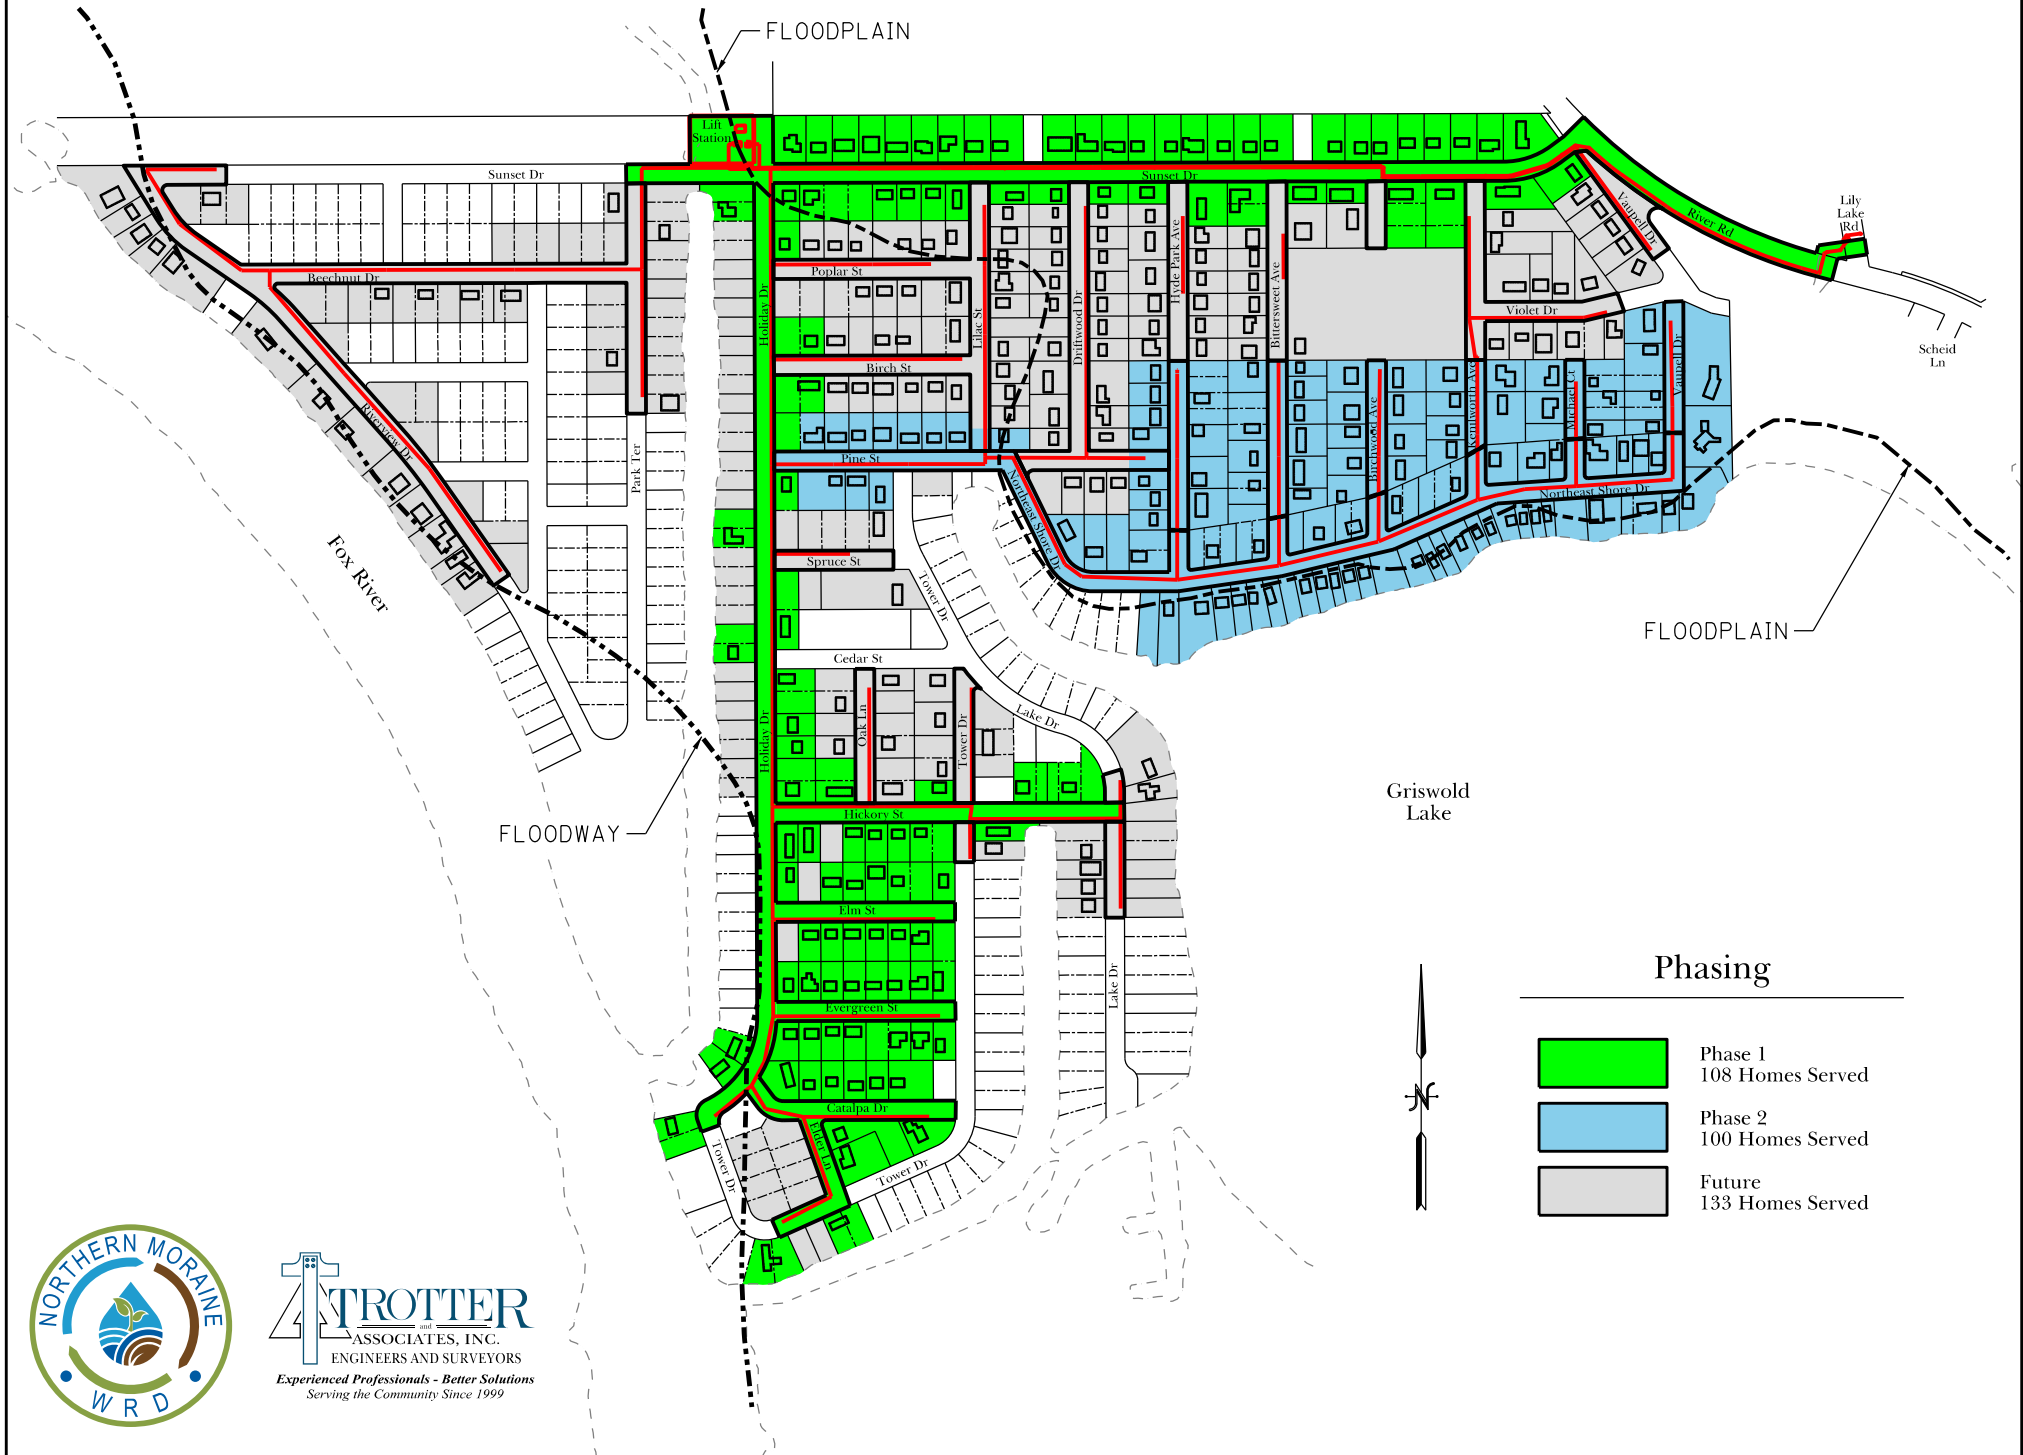 FLOODPLAIN
Lift
Station
Sunset Dr
Sunset Dr
Vaupell Dr
River Rd
Lily
Lake
Rd
Scheid
Ln
Beechnut Dr
Poplar St
Holiday Dr
Lilac St
Driftwood Dr
Hyde Park Ave
Bittersweet Ave
Violet Dr
Vaupell Dr
Birch St
Riverview Dr
Park Ter
Pine St
Birchwood Ave
Kenilworth Ave
Michael Ct
Northeast Shore Dr
Northeast Shore Dr
Fox River
Spruce St
Tower Dr
FLOODPLAIN
Cedar St
Holiday Dr
Oak Ln
Tower Dr
Lake Dr
Griswold
Lake
Hickory St
FLOODWAY
Elm St
Lake Dr
Evergreen St
Catalpa Dr
Elder Ln
Tower Dr
Tower Dr
N
Phasing
Phase 1
108 Homes Served
Phase 2
100 Homes Served
Future
133 Homes Served
NORTHERN MORAINE
WRD
TROTTER
and
ASSOCIATES, INC.
ENGINEERS AND SURVEYORS
Experienced Professionals - Better Solutions
Serving the Community Since 1999